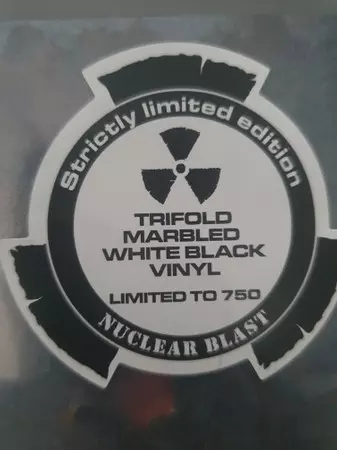 Strictly limited edition
TRIFOLD
MARBLED
WHITE BLACK
VINYL
LIMITED TO 750
NUCLEAR BLAST